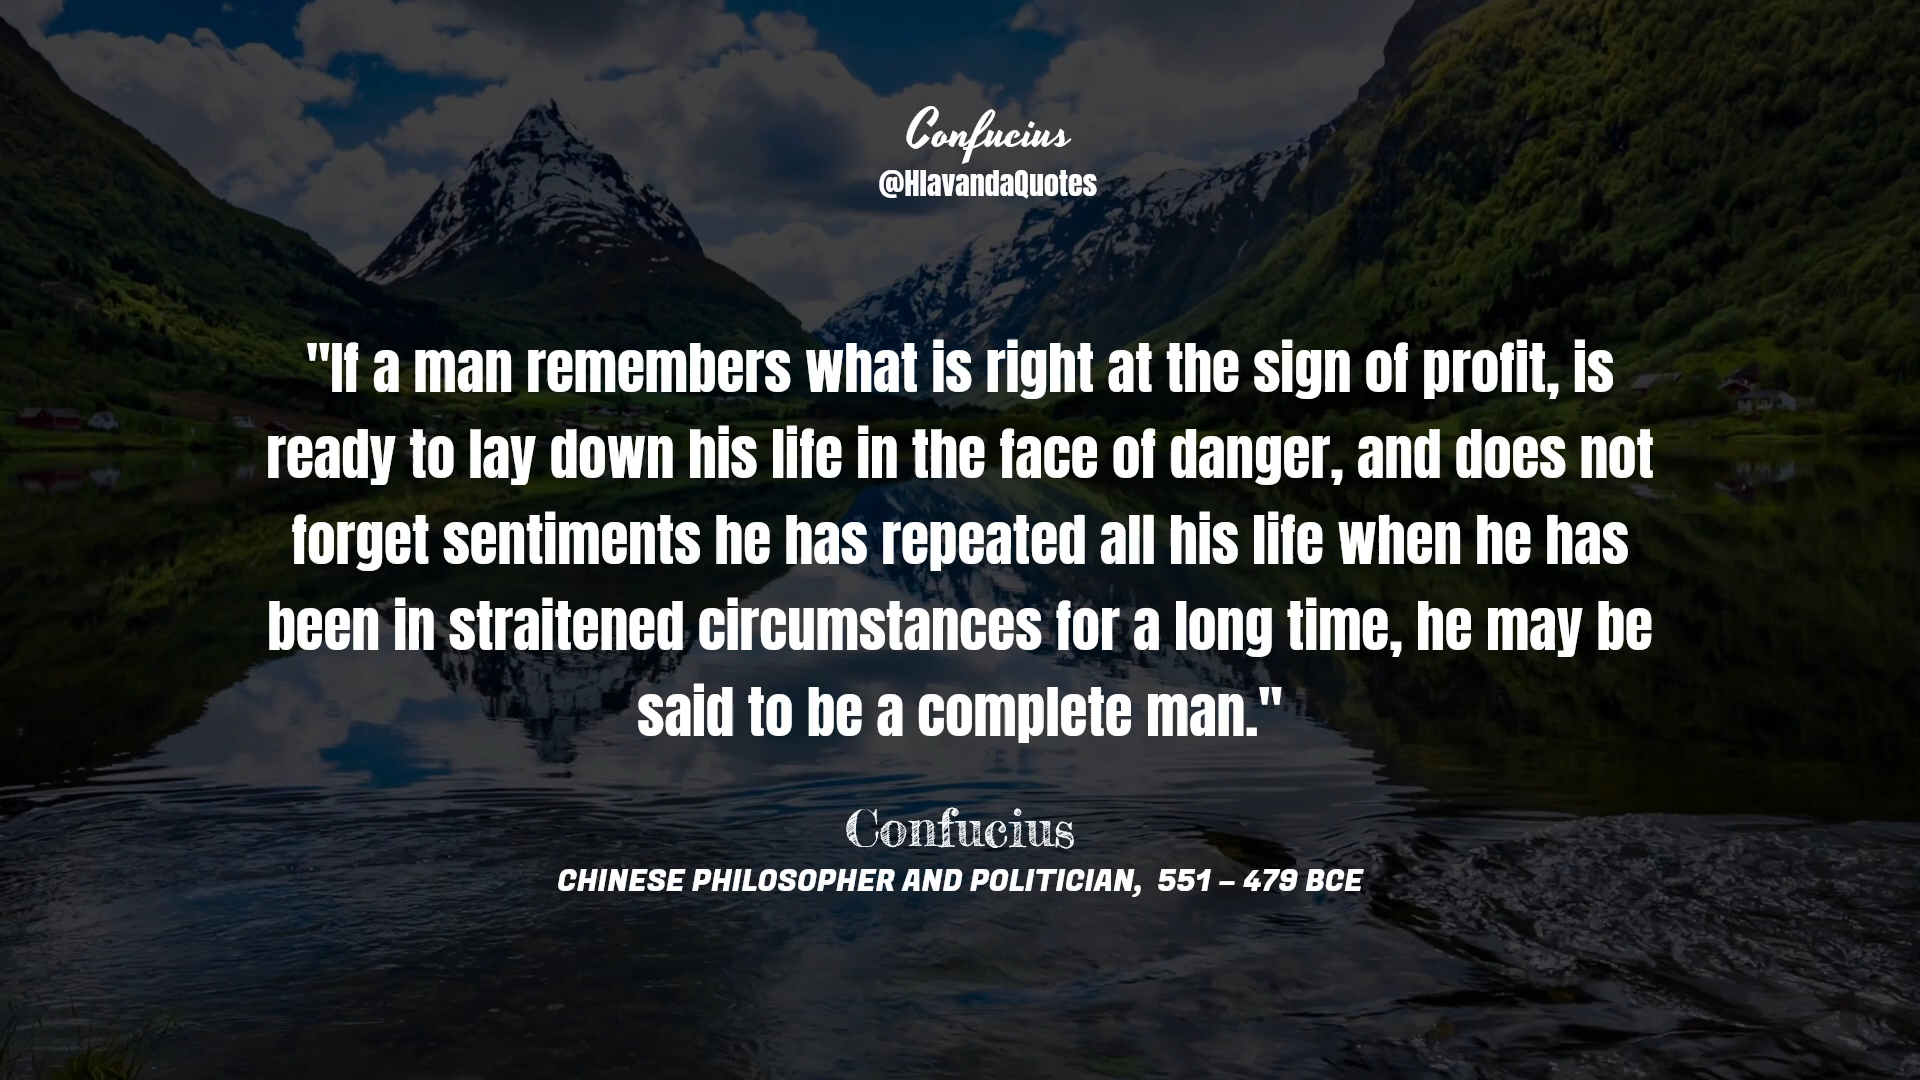 Confucius
@HlavandaQuotes
"If a man remembers what is right at the sign of profit, is
ready to lay down his life in the face of danger, and does not
forget sentiments he has repeated all his life when he has
been in straitened circumstances for a long time, he may be
said to be a complete man."
Confucius
CHINESE PHILOSOPHER AND POLITICIAN, 551 – 479 BCE